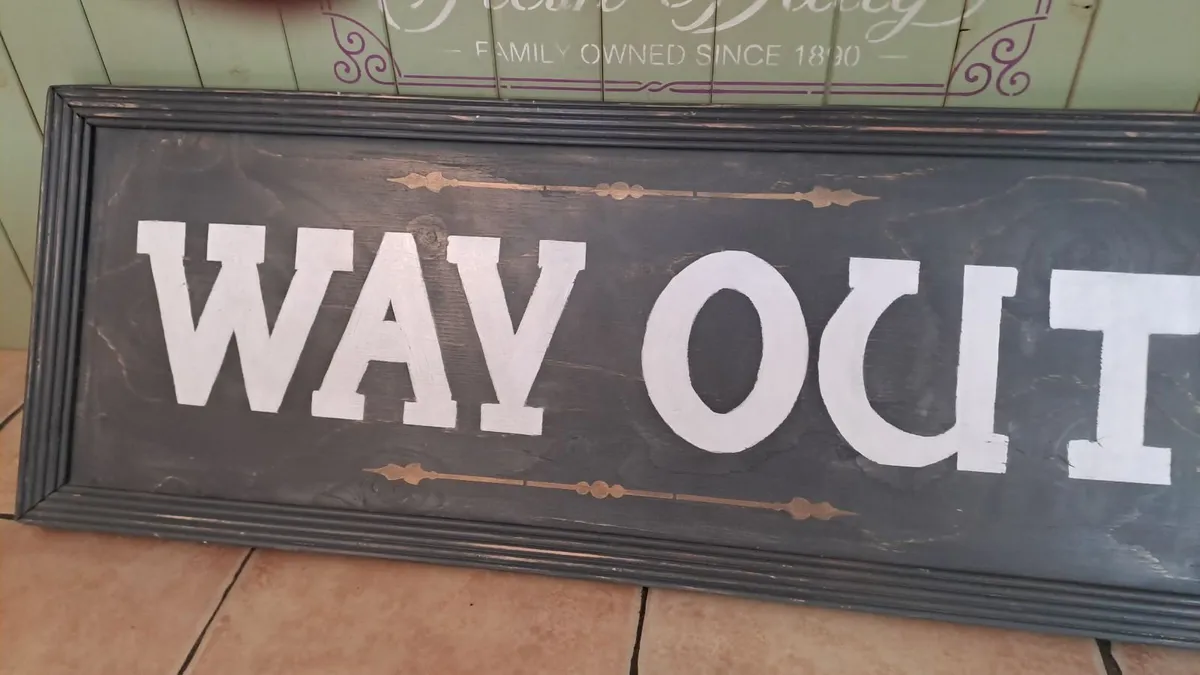 FAMILY OWNED SINCE 1890
WAY OUT